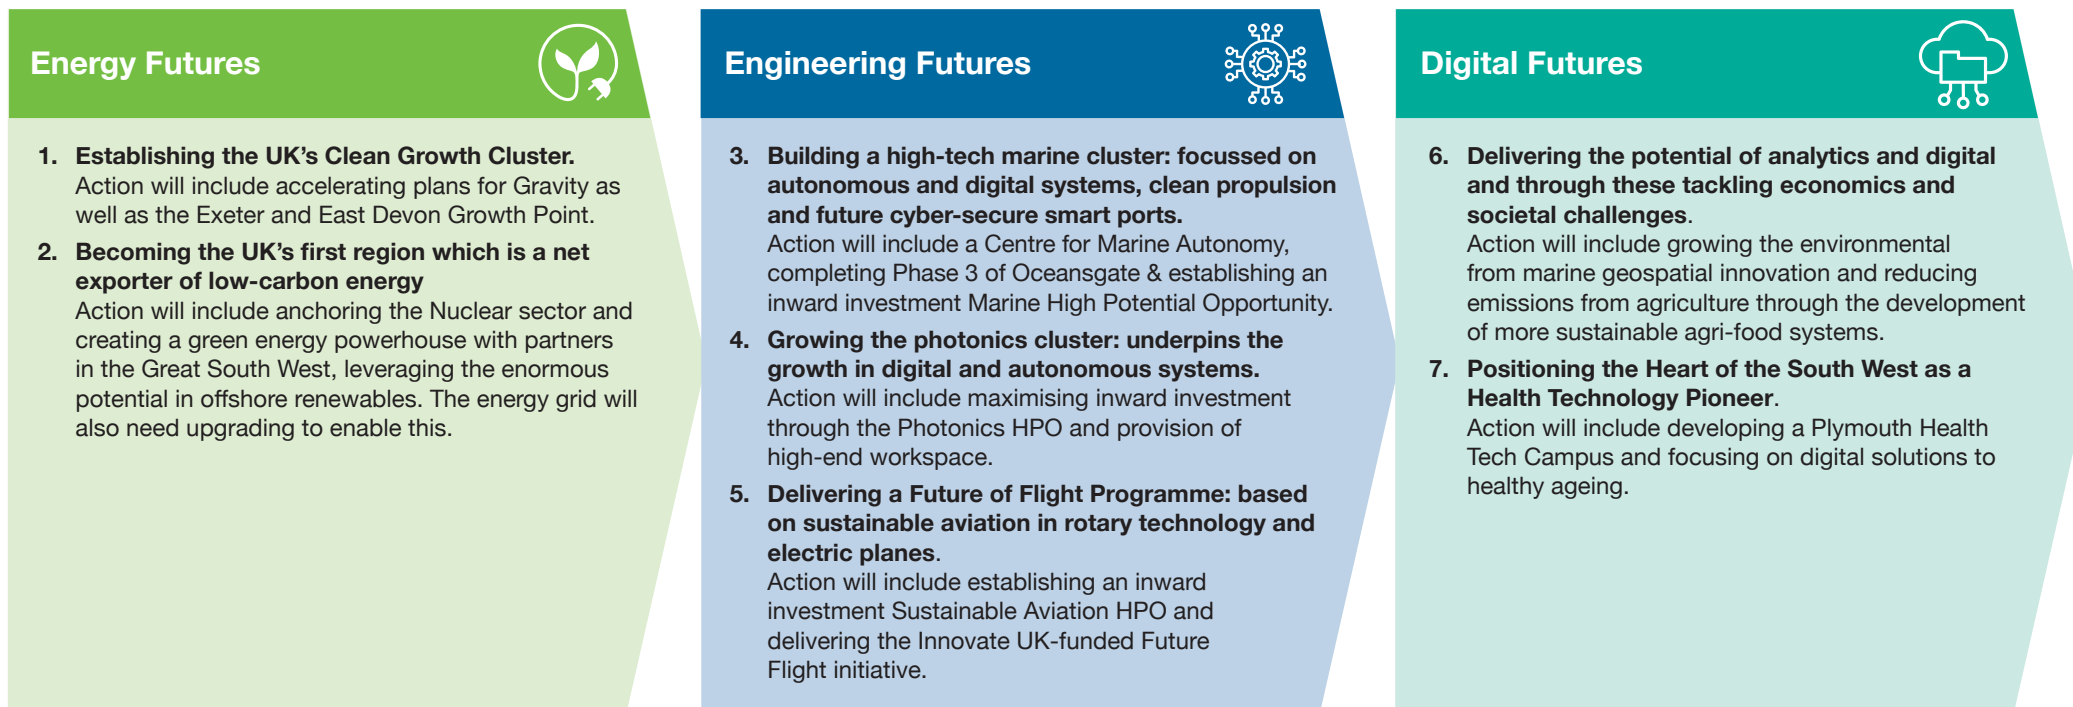 Energy Futures
1. Establishing the UK's Clean Growth Cluster.
Action will include accelerating plans for Gravity as
well as the Exeter and East Devon Growth Point.
2. Becoming the UK's first region which is a net
exporter of low-carbon energy
Action will include anchoring the Nuclear sector and
creating a green energy powerhouse with partners
in the Great South West, leveraging the enormous
potential in offshore renewables. The energy grid will
also need upgrading to enable this.
Engineering Futures
3. Building a high-tech marine cluster: focussed on
autonomous and digital systems, clean propulsion
and future cyber-secure smart ports.
Action will include a Centre for Marine Autonomy,
completing Phase 3 of Oceansgate & establishing an
inward investment Marine High Potential Opportunity.
4. Growing the photonics cluster: underpins the
growth in digital and autonomous systems.
Action will include maximising inward investment
through the Photonics HPO and provision of
high-end workspace.
5. Delivering a Future of Flight Programme: based
on sustainable aviation in rotary technology and
electric planes.
Action will include establishing an inward
investment Sustainable Aviation HPO and
delivering the Innovate UK-funded Future
Flight initiative.
Digital Futures
6. Delivering the potential of analytics and digital
and through these tackling economics and
societal challenges.
Action will include growing the environmental
from marine geospatial innovation and reducing
emissions from agriculture through the development
of more sustainable agri-food systems.
7. Positioning the Heart of the South West as a
Health Technology Pioneer.
Action will include developing a Plymouth Health
Tech Campus and focusing on digital solutions to
healthy ageing.